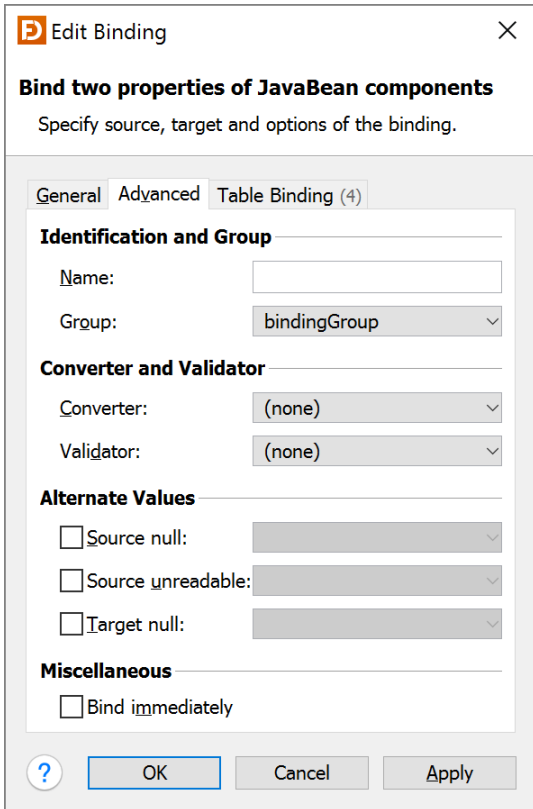 Edit Binding
Bind two properties of JavaBean components
Specify source, target and options of the binding.
General Advanced Table Binding (4)
Identification and Group
Name:
Group: bindingGroup
Converter and Validator
Converter: (none)
Validator: (none)
Alternate Values
Source null:
Source unreadable:
Target null:
Miscellaneous
Bind immediately
? OK Cancel Apply